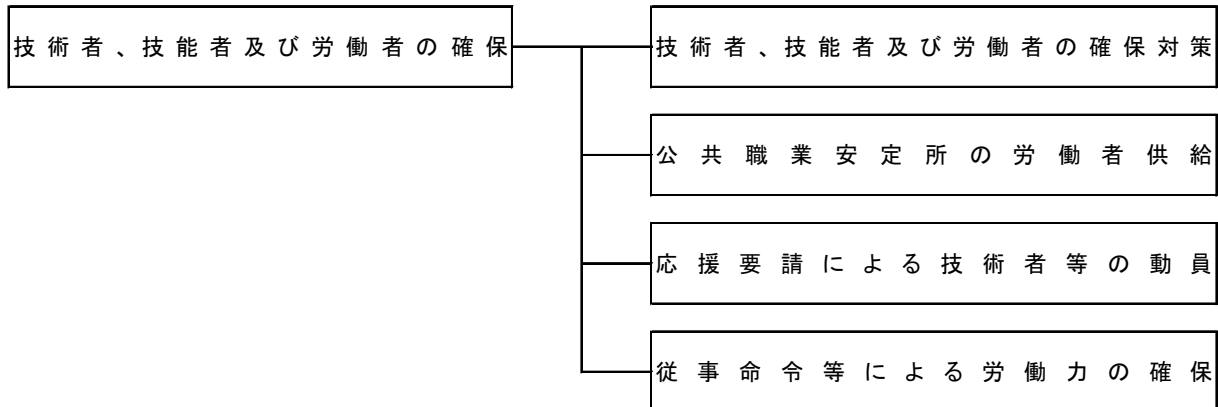 技術者、技能者及び労働者の確保
技術者、技能者及び労働者の確保対策
公共職業安定所の労働者供給
応援要請による技術者等の動員
従事命令等による労働力の確保